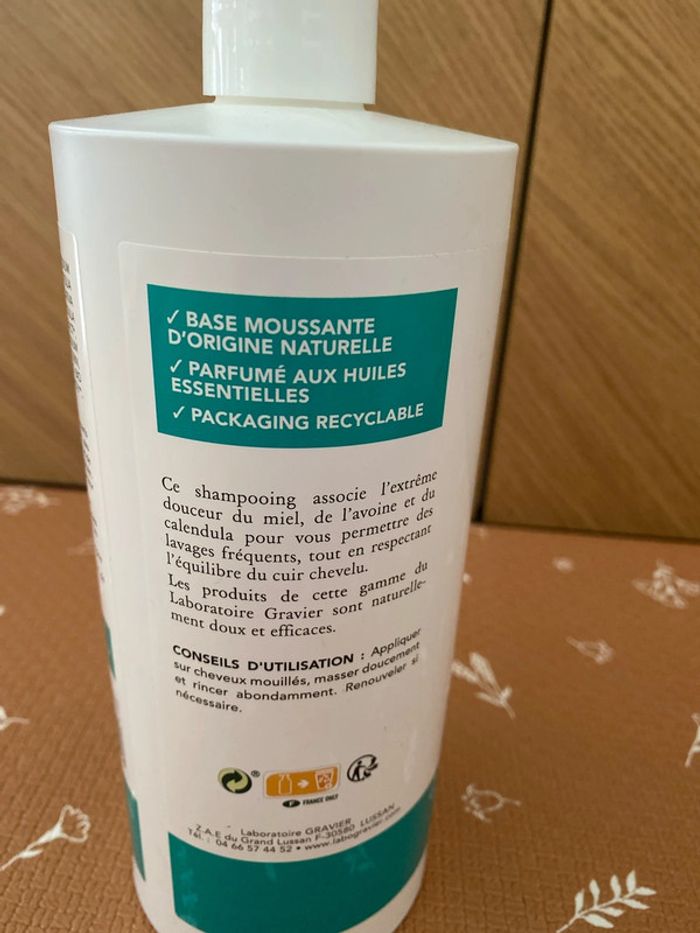 ✓ BASE MOUSSANTE
D'ORIGINE NATURELLE
✓ PARFUMÉ AUX HUILES
ESSENTIELLES
✓ PACKAGING RECYCLABLE
Ce shampooing associe l'extrême
douceur du miel, de l'avoine et du
calendula pour vous permettre des
lavages fréquents, tout en respectant
l'équilibre du cuir chevelu.
Les produits de cette gamme du
Laboratoire Gravier sont naturelle-
ment doux et efficaces.
CONSEILS D'UTILISATION : Appliquer
sur cheveux mouillés, masser doucement
et rincer abondamment. Renouveler si
nécessaire.
®
F FRANCE ONLY
Laboratoire GRAVIER
Z.A.E du Grand Lussan F-30580 LUSSAN
Tél. : 04 66 57 44 52 • www.labogravier.com